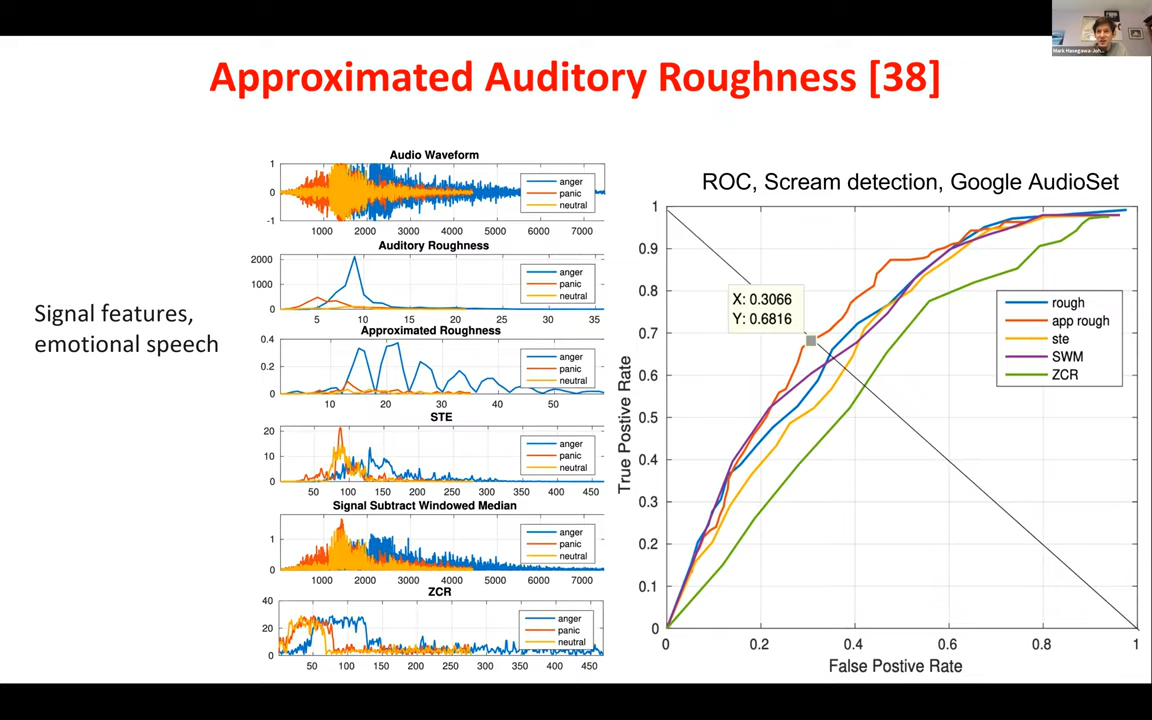 Mark Hasegawa-Joh...
Approximated Auditory Roughness [38]
Signal features,
emotional speech
Audio Waveform
1
0
-1
anger
panic
neutral
1000 2000 3000 4000 5000 6000 7000
Auditory Roughness
2000
1000
0
anger
panic
neutral
5 10 15 20 25 30 35
Approximated Roughness
0.4
0.2
0
anger
panic
neutral
10 20 30 40 50
STE
20
10
0
anger
panic
neutral
50 100 150 200 250 300 350 400 450
Signal Subtract Windowed Median
1
0
anger
panic
neutral
1000 2000 3000 4000 5000 6000 7000
ZCR
40
20
0
anger
panic
neutral
50 100 150 200 250 300 350 400 450
ROC, Scream detection, Google AudioSet
1
0.9
0.8
0.7
0.6
0.5
0.4
0.3
0.2
0.1
0
True Postive Rate
X: 0.3066
Y: 0.6816
rough
app rough
ste
SWM
ZCR
0 0.2 0.4 0.6 0.8 1
False Postive Rate